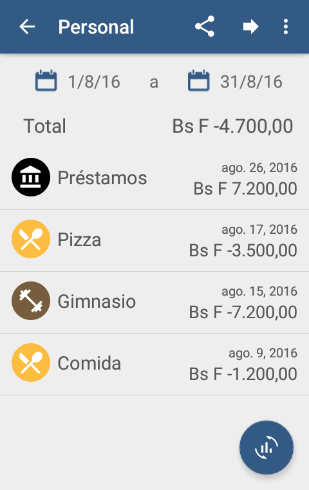 Personal
1/8/16 a 31/8/16
Total Bs F -4.700,00
ago. 26, 2016
Préstamos Bs F 7.200,00
ago. 17, 2016
Pizza Bs F -3.500,00
ago. 15, 2016
Gimnasio Bs F -7.200,00
ago. 9, 2016
Comida Bs F -1.200,00